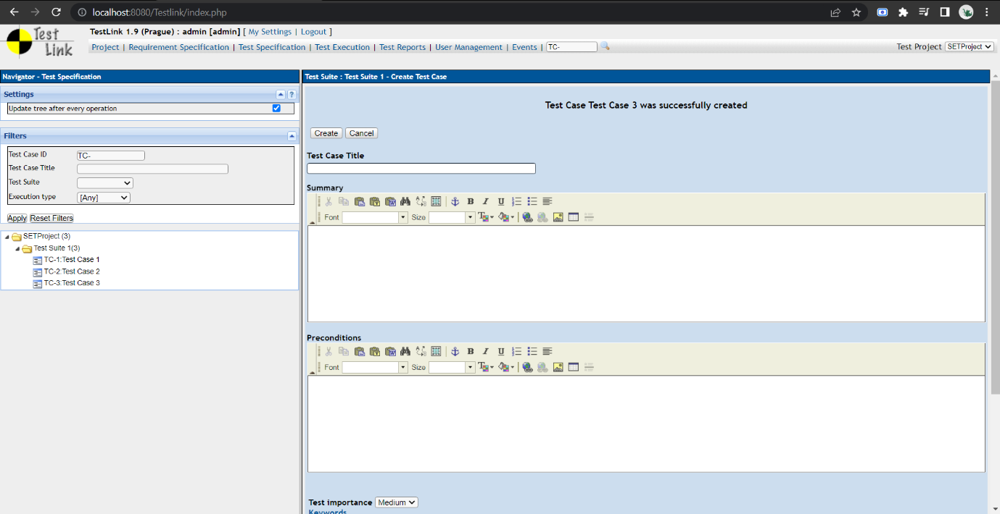 localhost:8080/Testlink/index.php
Test Link
TestLink 1.9 (Prague) : admin [admin] [ My Settings | Logout ]
Project | Requirement Specification | Test Specification | Test Execution | Test Reports | User Management | Events | TC-
Test Project SETProject
Navigator - Test Specification
Settings
?
Update tree after every operation
Filters
Test Case ID TC-
Test Case Title
Test Suite
Execution type [Any]
Apply Reset Filters
SETProject (3)
Test Suite 1(3)
TC-1:Test Case 1
TC-2:Test Case 2
TC-3:Test Case 3
Test Suite : Test Suite 1 - Create Test Case
Test Case Test Case 3 was successfully created
Create Cancel
Test Case Title
Summary
B I U
Font Size
Preconditions
B I U
Font Size
Test importance Medium
Keywords